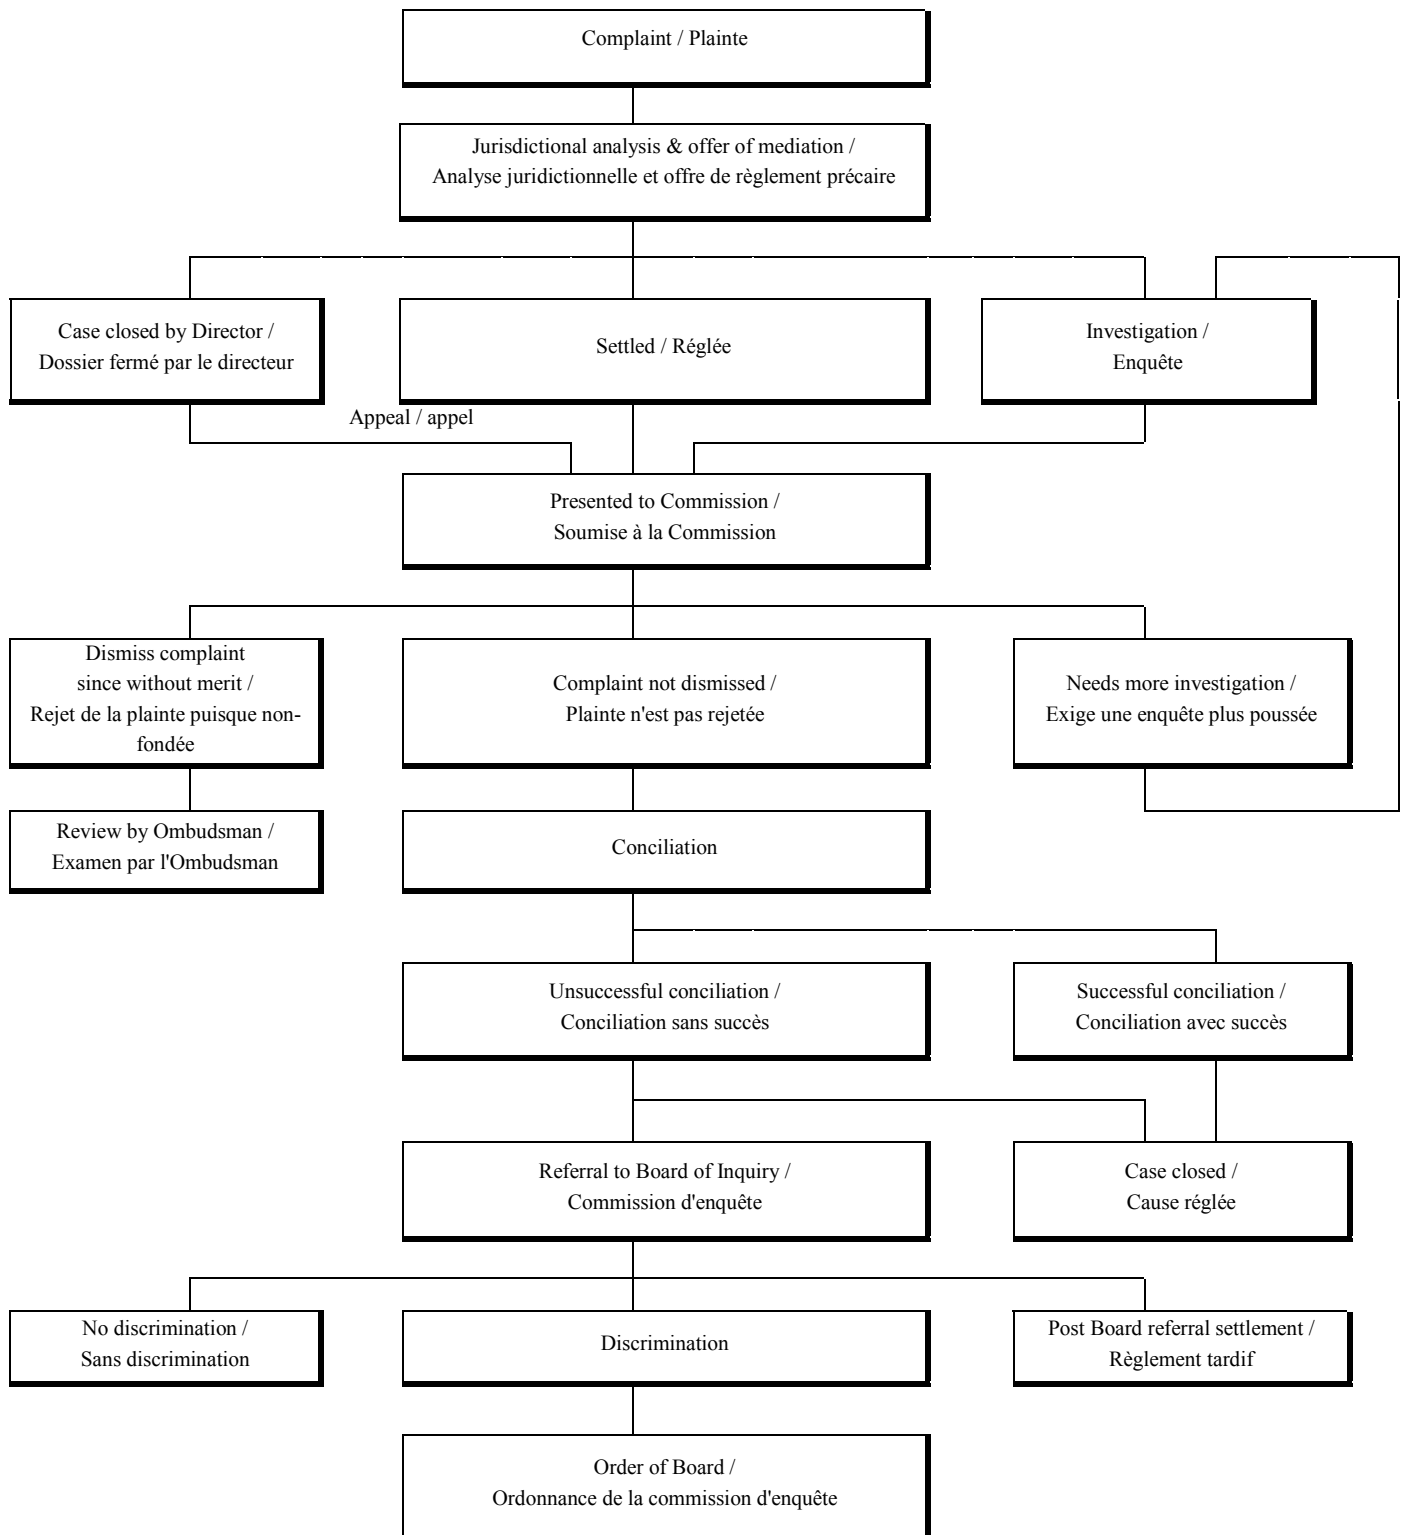 Complaint / Plainte
Jurisdictional analysis & offer of mediation /
Analyse juridictionnelle et offre de règlement précaire
Case closed by Director /
Dossier fermé par le directeur
Settled / Réglée
Investigation /
Enquête
Appeal / appel
Presented to Commission /
Soumise à la Commission
Dismiss complaint
since without merit /
Rejet de la plainte puisque non-
fondée
Complaint not dismissed /
Plainte n'est pas rejetée
Needs more investigation /
Exige une enquête plus poussée
Review by Ombudsman /
Examen par l'Ombudsman
Conciliation
Unsuccessful conciliation /
Conciliation sans succès
Successful conciliation /
Conciliation avec succès
Referral to Board of Inquiry /
Commission d'enquête
Case closed /
Cause réglée
No discrimination /
Sans discrimination
Discrimination
Post Board referral settlement /
Règlement tardif
Order of Board /
Ordonnance de la commission d'enquête